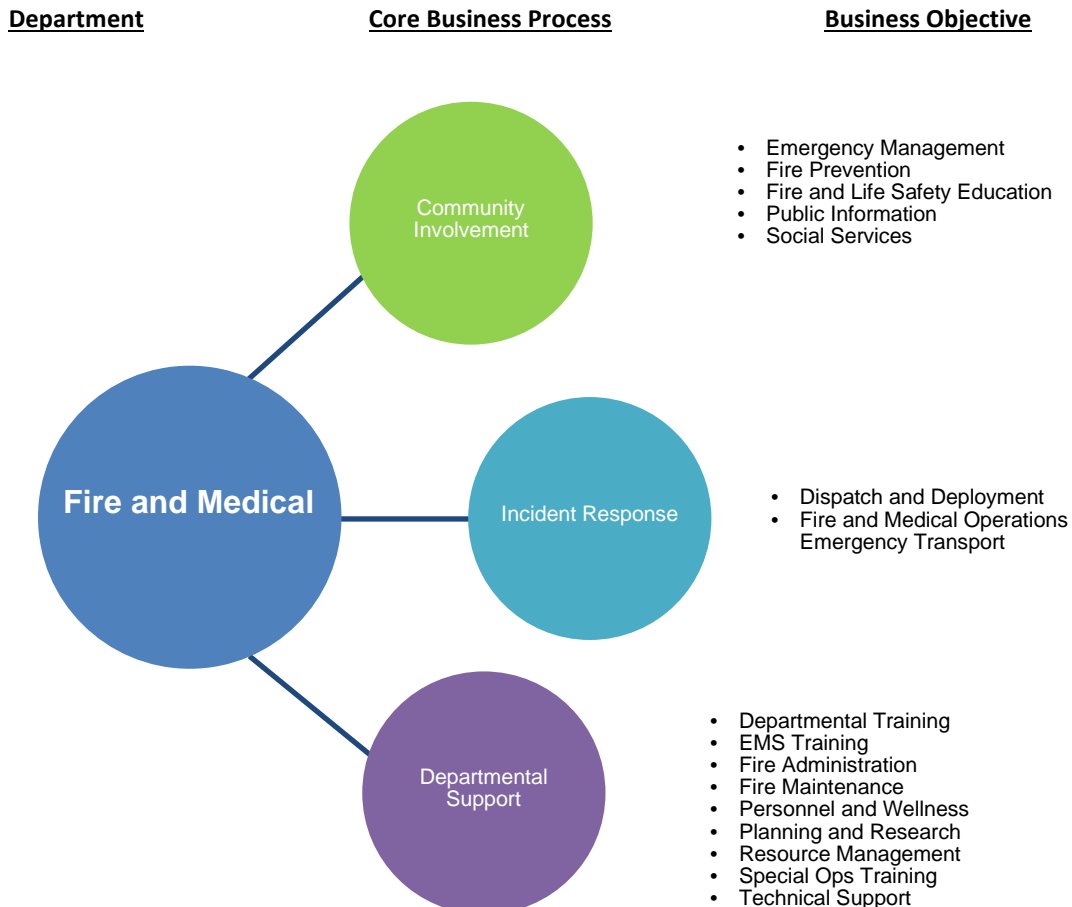 Department Core Business Process Business Objective
Community
Involvement
• Emergency Management
• Fire Prevention
• Fire and Life Safety Education
• Public Information
• Social Services
Fire and Medical
Incident Response
• Dispatch and Deployment
• Fire and Medical Operations
Emergency Transport
Departmental
Support
• Departmental Training
• EMS Training
• Fire Administration
• Fire Maintenance
• Personnel and Wellness
• Planning and Research
• Resource Management
• Special Ops Training
• Technical Support